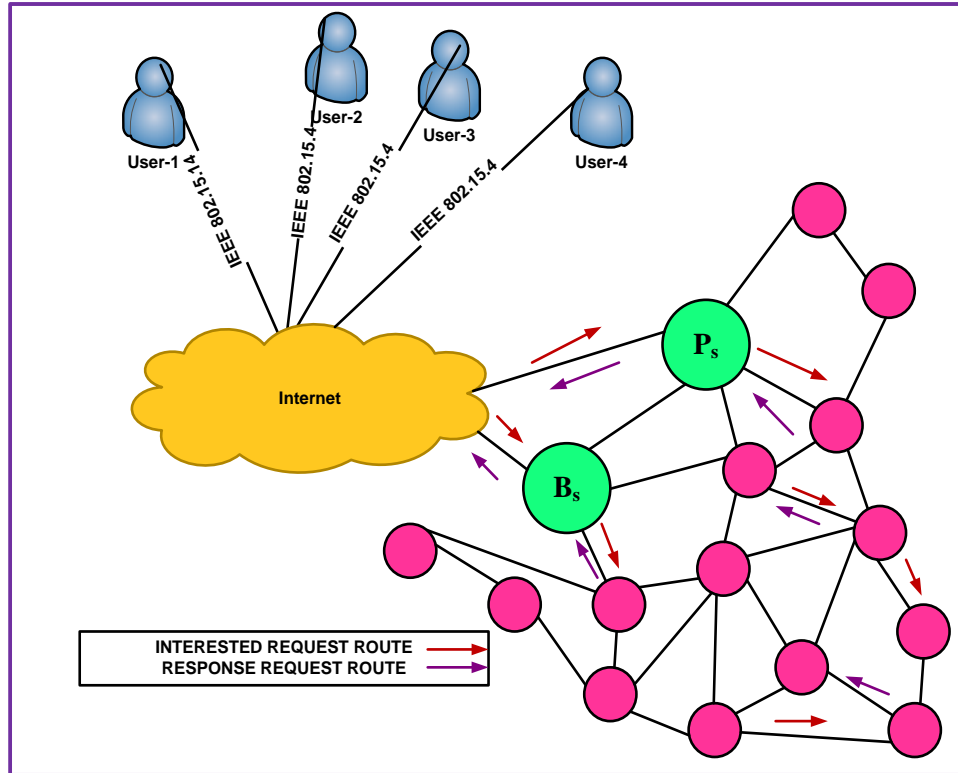 User-1
User-2
User-3
User-4
IEEE 802.15.14
IEEE 802.15.4
IEEE 802.15.4
IEEE 802.15.4
Internet
Ps
Bs
INTERESTED REQUEST ROUTE
RESPONSE REQUEST ROUTE